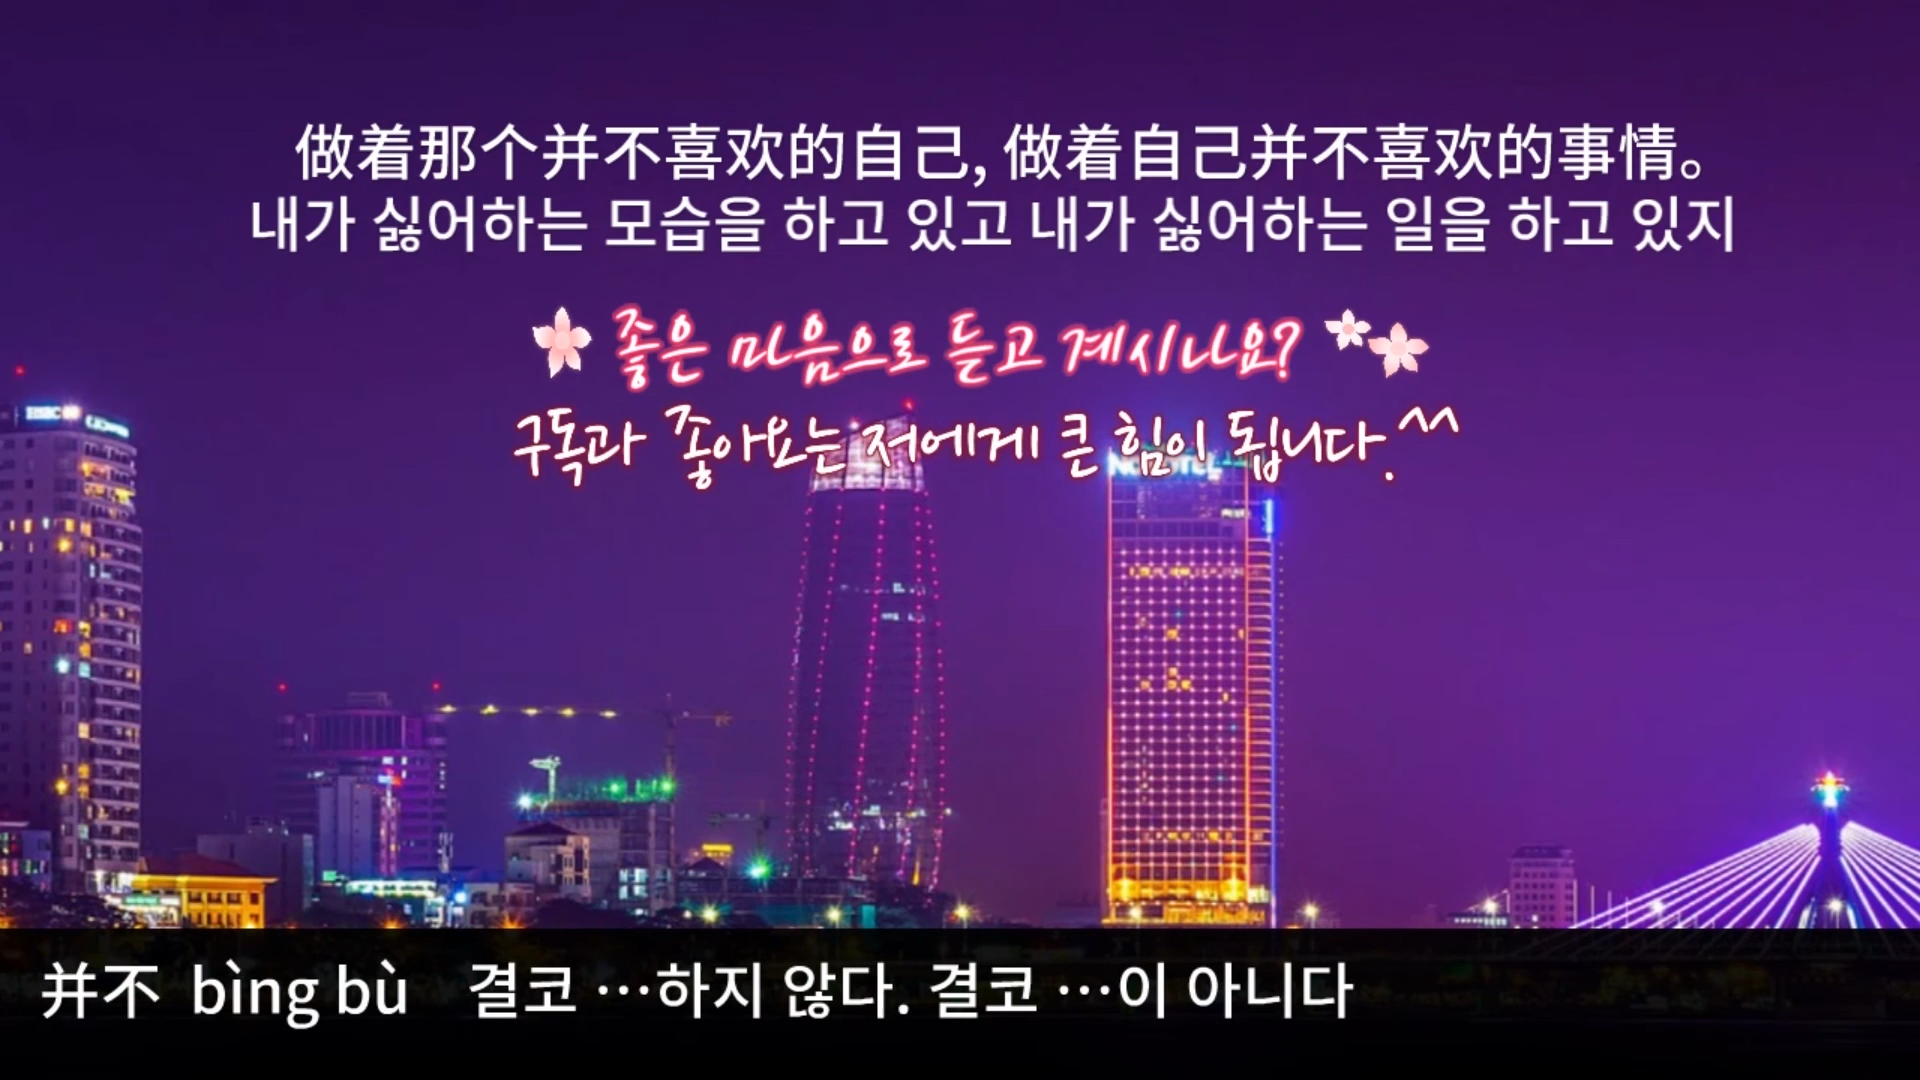 做着那个并不喜欢的自己, 做着自己并不喜欢的事情。
내가 싫어하는 모습을 하고 있고 내가 싫어하는 일을 하고 있지
좋은 마음으로 듣고 계시나요?
구독과 좋아요는 저에게 큰 힘이 됩니다.^^
并不 bìng bù 결코 …하지 않다. 결코 …이 아니다